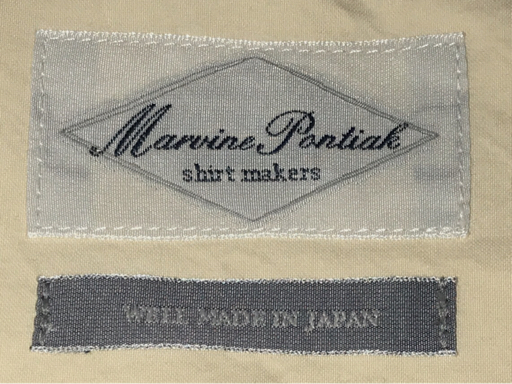 Marvine Pontiak
shirt makers
WELL MADE IN JAPAN